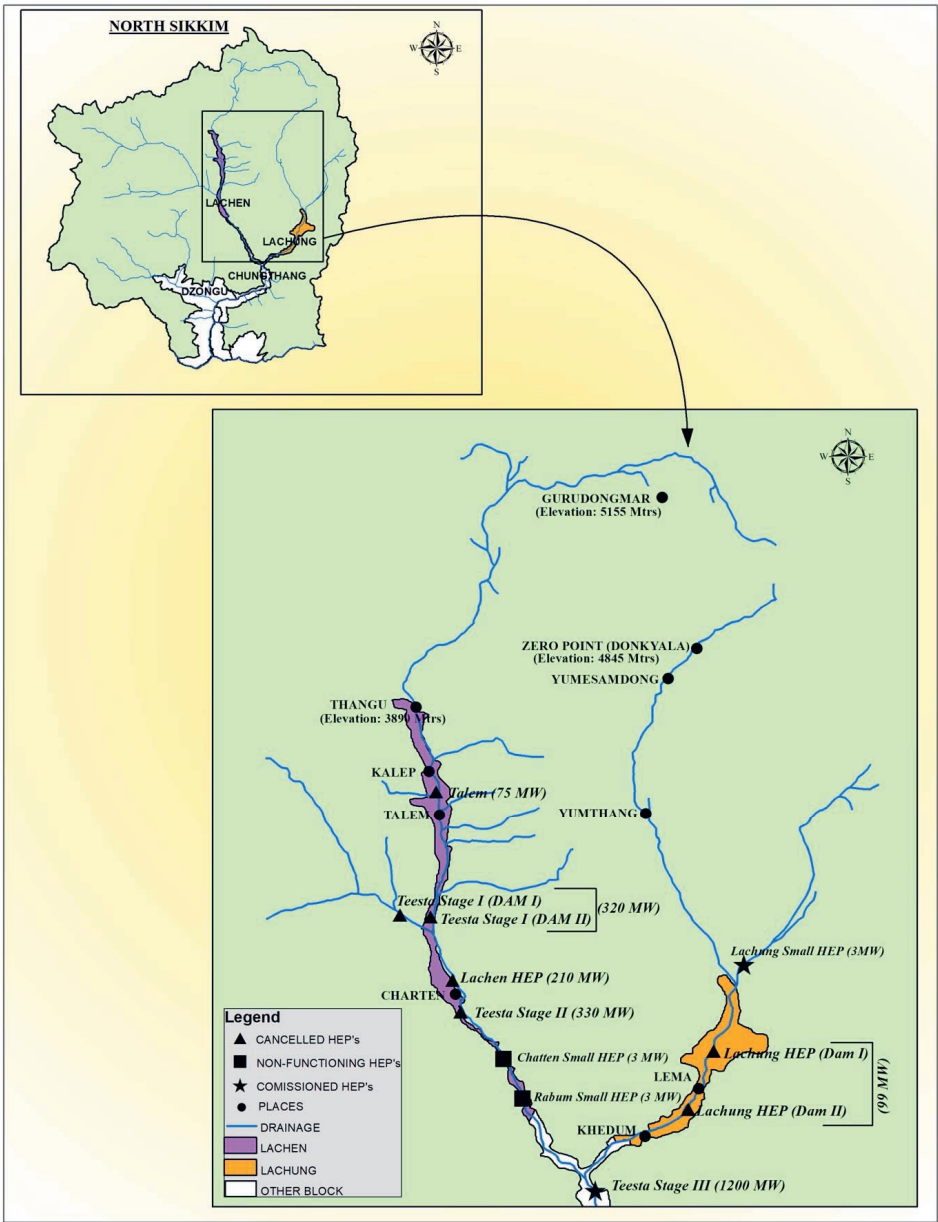 NORTH SIKKIM
N
W
E
S
LACHEN
LACHUNG
CHUNGTHANG
DZONGU
N
W
E
S
GURUDONGMAR
(Elevation: 5155 Mtrs)
ZERO POINT (DONKYALA)
(Elevation: 4845 Mtrs)
YUMESAMDONG
THANGU
(Elevation: 3890 Mtrs)
KALEP
Talem (75 MW)
TALEM
YUMTHANG
Teesta Stage I (DAM I)
(320 MW)
Teesta Stage I (DAM II)
Lachung Small HEP (3MW)
Lachen HEP (210 MW)
CHARTEN
Teesta Stage II (330 MW)
Chatten Small HEP (3 MW)
Lachung HEP (Dam I)
LEMA
(99 MW)
Rabum Small HEP (3 MW)
Lachung HEP (Dam II)
KHEDUM
Teesta Stage III (1200 MW)
Legend
CANCELLED HEP's
NON-FUNCTIONING HEP's
COMISSIONED HEP's
PLACES
DRAINAGE
LACHEN
LACHUNG
OTHER BLOCK